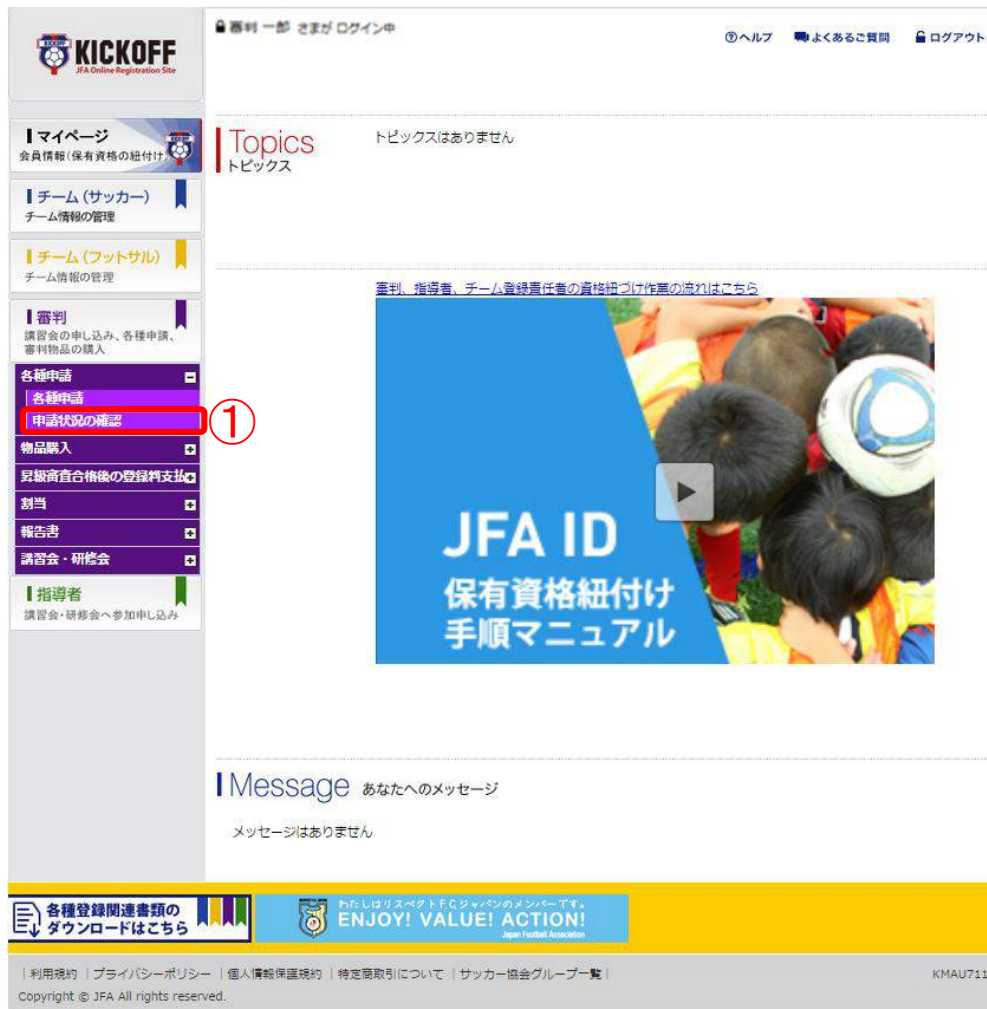 KICKOFF
JFA Online Registration Site
審判 一郎 さまが ログイン中
ヘルプ
よくあるご質問
ログアウト
マイページ
会員情報(保有資格の紐付け)
チーム (サッカー)
チーム情報の管理
チーム (フットサル)
チーム情報の管理
審判
講習会の申し込み、各種申請、
審判物品の購入
各種申請
各種申請
申請状況の確認
①
物品購入
昇級審査合格後の登録料支払
割当
報告書
講習会・研修会
指導者
講習会・研修会へ参加申し込み
Topics
トピックス
トピックスはありません
審判、指導者、チーム登録責任者の資格紐づけ作業の流れはこちら
JFA ID
保有資格紐付け
手順マニュアル
Message あなたへのメッセージ
メッセージはありません
各種登録関連書類の
ダウンロードはこちら
わたしはリスペクトF.C.ジャパンのメンバーです。
ENJOY! VALUE! ACTION!
Japan Football Association
|利用規約 |プライバシーポリシー |個人情報保護規約 |特定商取引について |サッカー協会グループ一覧|
KMAU711
Copyright © JFA All rights reserved.